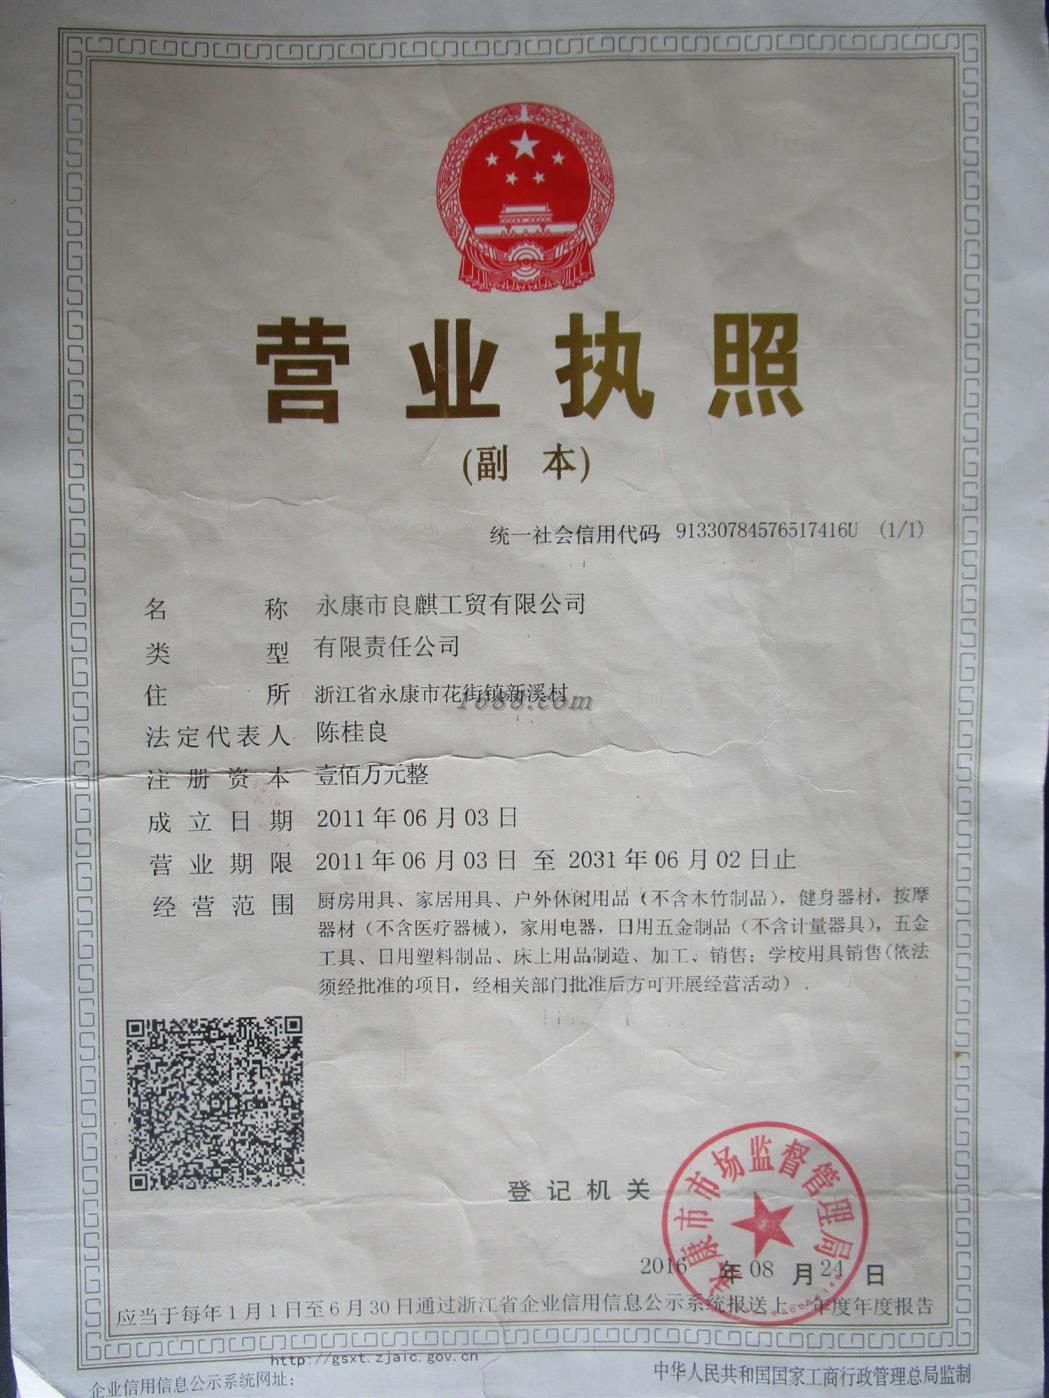 营业执照
(副 本)
统一社会信用代码 91330784576517416U (1/1)
名称 永康市良麒工贸有限公司
类型 有限责任公司
住所 浙江省永康市花街镇新溪村
1688.com
法定代表人 陈桂良
注册资本 壹佰万元整
成立日期 2011年06月03日
营业期限 2011年06月03日 至 2031年06月02日止
经营范围 厨房用具、家居用具、户外休闲用品（不含木竹制品），健身器材，按摩
器材（不含医疗器械），家用电器，日用五金制品（不含计量器具），五金
工具、日用塑料制品、床上用品制造、加工、销售；学校用具销售（依法
须经批准的项目，经相关部门批准后方可开展经营活动）.
登记机关
永康市市场监督管理局
2016年08月24日
应当于每年1月1日至6月30日通过浙江省企业信用信息公示系统报送上一年度年度报告
http://gsxt.zjaic.gov.cn
企业信用信息公示系统网址:
中华人民共和国国家工商行政管理总局监制